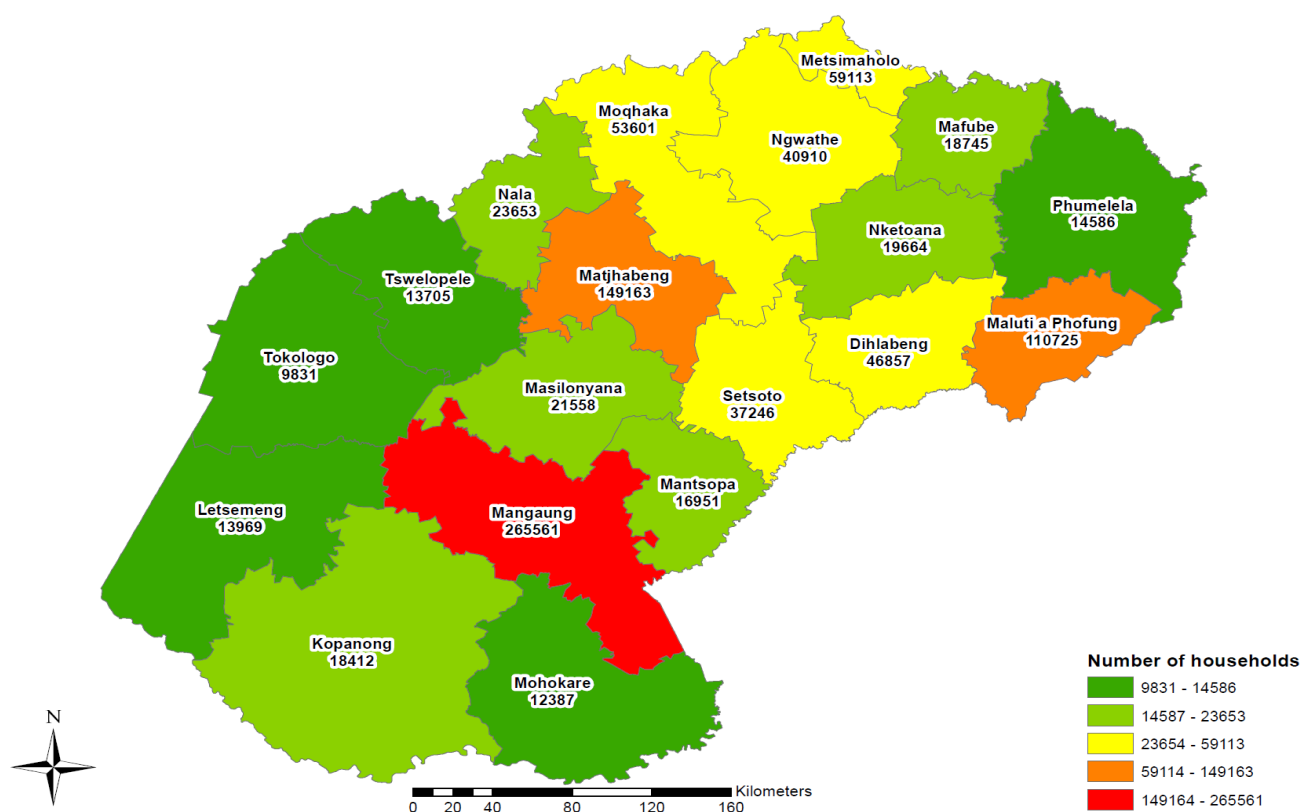 Metsimaholo
59113
Moqhaka
53601
Ngwathe
40910
Mafube
18745
Nala
23653
Phumelela
14586
Nketoana
19664
Tswelopele
13705
Matjhabeng
149163
Maluti a Phofung
110725
Dihlabeng
46857
Tokologo
9831
Masilonyana
21558
Setsoto
37246
Mantsopa
16951
Letsemeng
13969
Mangaung
265561
Kopanong
18412
Mohokare
12387
Number of households
9831 - 14586
14587 - 23653
23654 - 59113
59114 - 149163
149164 - 265561
N
Kilometers
0 20 40 80 120 160